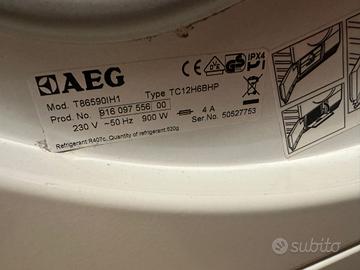 AEG
Mod. T86590IH1 Type TC12H6BHP
Prod. No. 916 097 556 00
230 V ~50 Hz 900 W 4 A
S/No 50527753
Refrigerant R407c, Quantity of refrigerant 520g
IPX4
subito